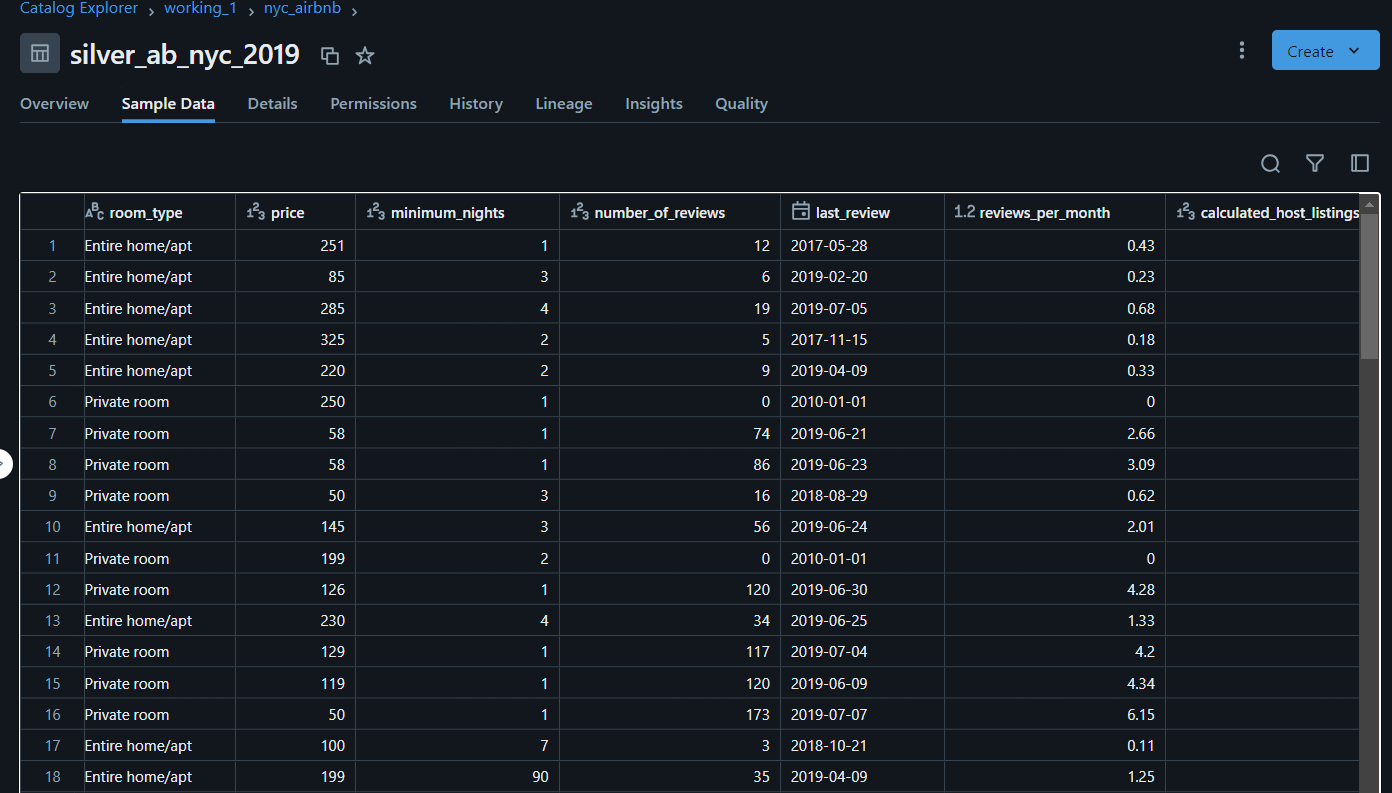 Catalog Explorer > working_1 > nyc_airbnb >
silver_ab_nyc_2019
Create
Overview Sample Data Details Permissions History Lineage Insights Quality
ABC room_type 123 price 123 minimum_nights 123 number_of_reviews last_review 1.2 reviews_per_month 123 calculated_host_listings
1 Entire home/apt 251 1 12 2017-05-28 0.43
2 Entire home/apt 85 3 6 2019-02-20 0.23
3 Entire home/apt 285 4 19 2019-07-05 0.68
4 Entire home/apt 325 2 5 2017-11-15 0.18
5 Entire home/apt 220 2 9 2019-04-09 0.33
6 Private room 250 1 0 2010-01-01 0
7 Private room 58 1 74 2019-06-21 2.66
8 Private room 58 1 86 2019-06-23 3.09
9 Private room 50 3 16 2018-08-29 0.62
10 Entire home/apt 145 3 56 2019-06-24 2.01
11 Private room 199 2 0 2010-01-01 0
12 Private room 126 1 120 2019-06-30 4.28
13 Entire home/apt 230 4 34 2019-06-25 1.33
14 Private room 129 1 117 2019-07-04 4.2
15 Private room 119 1 120 2019-06-09 4.34
16 Private room 50 1 173 2019-07-07 6.15
17 Entire home/apt 100 7 3 2018-10-21 0.11
18 Entire home/apt 199 90 35 2019-04-09 1.25